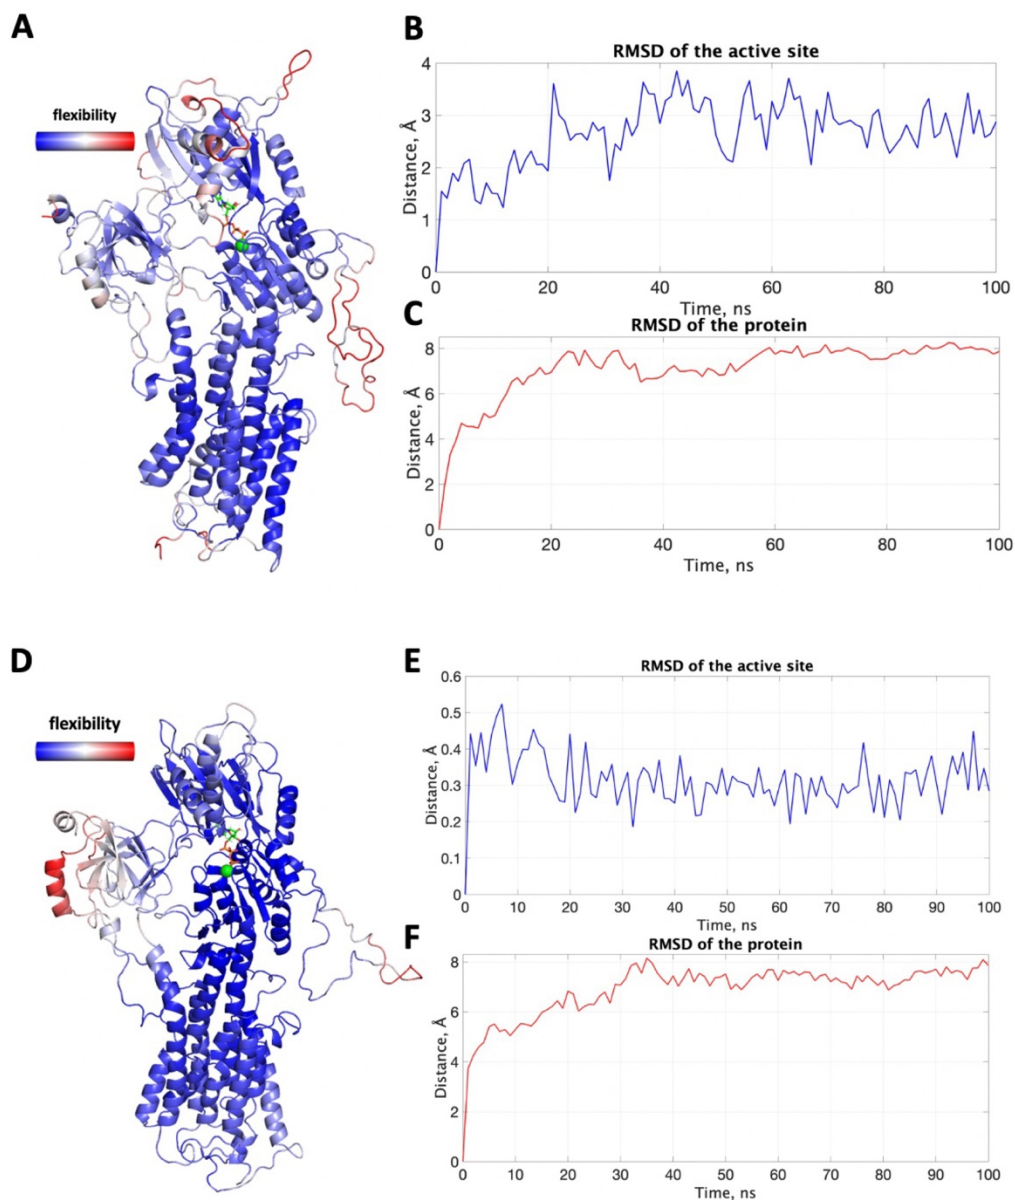 A
flexibility
B
RMSD of the active site
Distance, Å
4
3
2
1
0
0 20 40 60 80 100
Time, ns
C
RMSD of the protein
Distance, Å
8
6
4
2
0
0 20 40 60 80 100
Time, ns
D
flexibility
E
RMSD of the active site
Distance, Å
0.6
0.5
0.4
0.3
0.2
0.1
0
0 10 20 30 40 50 60 70 80 90 100
Time, ns
F
RMSD of the protein
Distance, Å
8
6
4
2
0
0 10 20 30 40 50 60 70 80 90 100
Time, ns